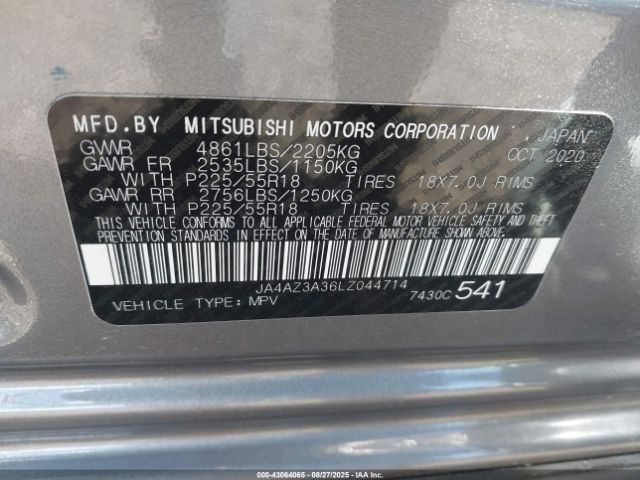 MFD.BY MITSUBISHI MOTORS CORPORATION JAPAN
GVWR 4861LBS/2205KG OCT 2020
GAWR FR 2535LBS/1150KG
WITH P225/55R18 TIRES 18X7.0J RIMS
GAWR RR 2756LBS/1250KG
WITH P225/55R18 TIRES 18X7.0J RIMS
THIS VEHICLE CONFORMS TO ALL APPLICABLE FEDERAL MOTOR VEHICLE SAFETY AND THEFT
PREVENTION STANDARDS IN EFFECT ON THE DATE OF MANUFACTURE SHOWN ABOVE.
JA4AZ3A36LZ044714
VEHICLE TYPE: MPV 7430C 541
000-43064065 - 08/27/2025 - IAAI.COM